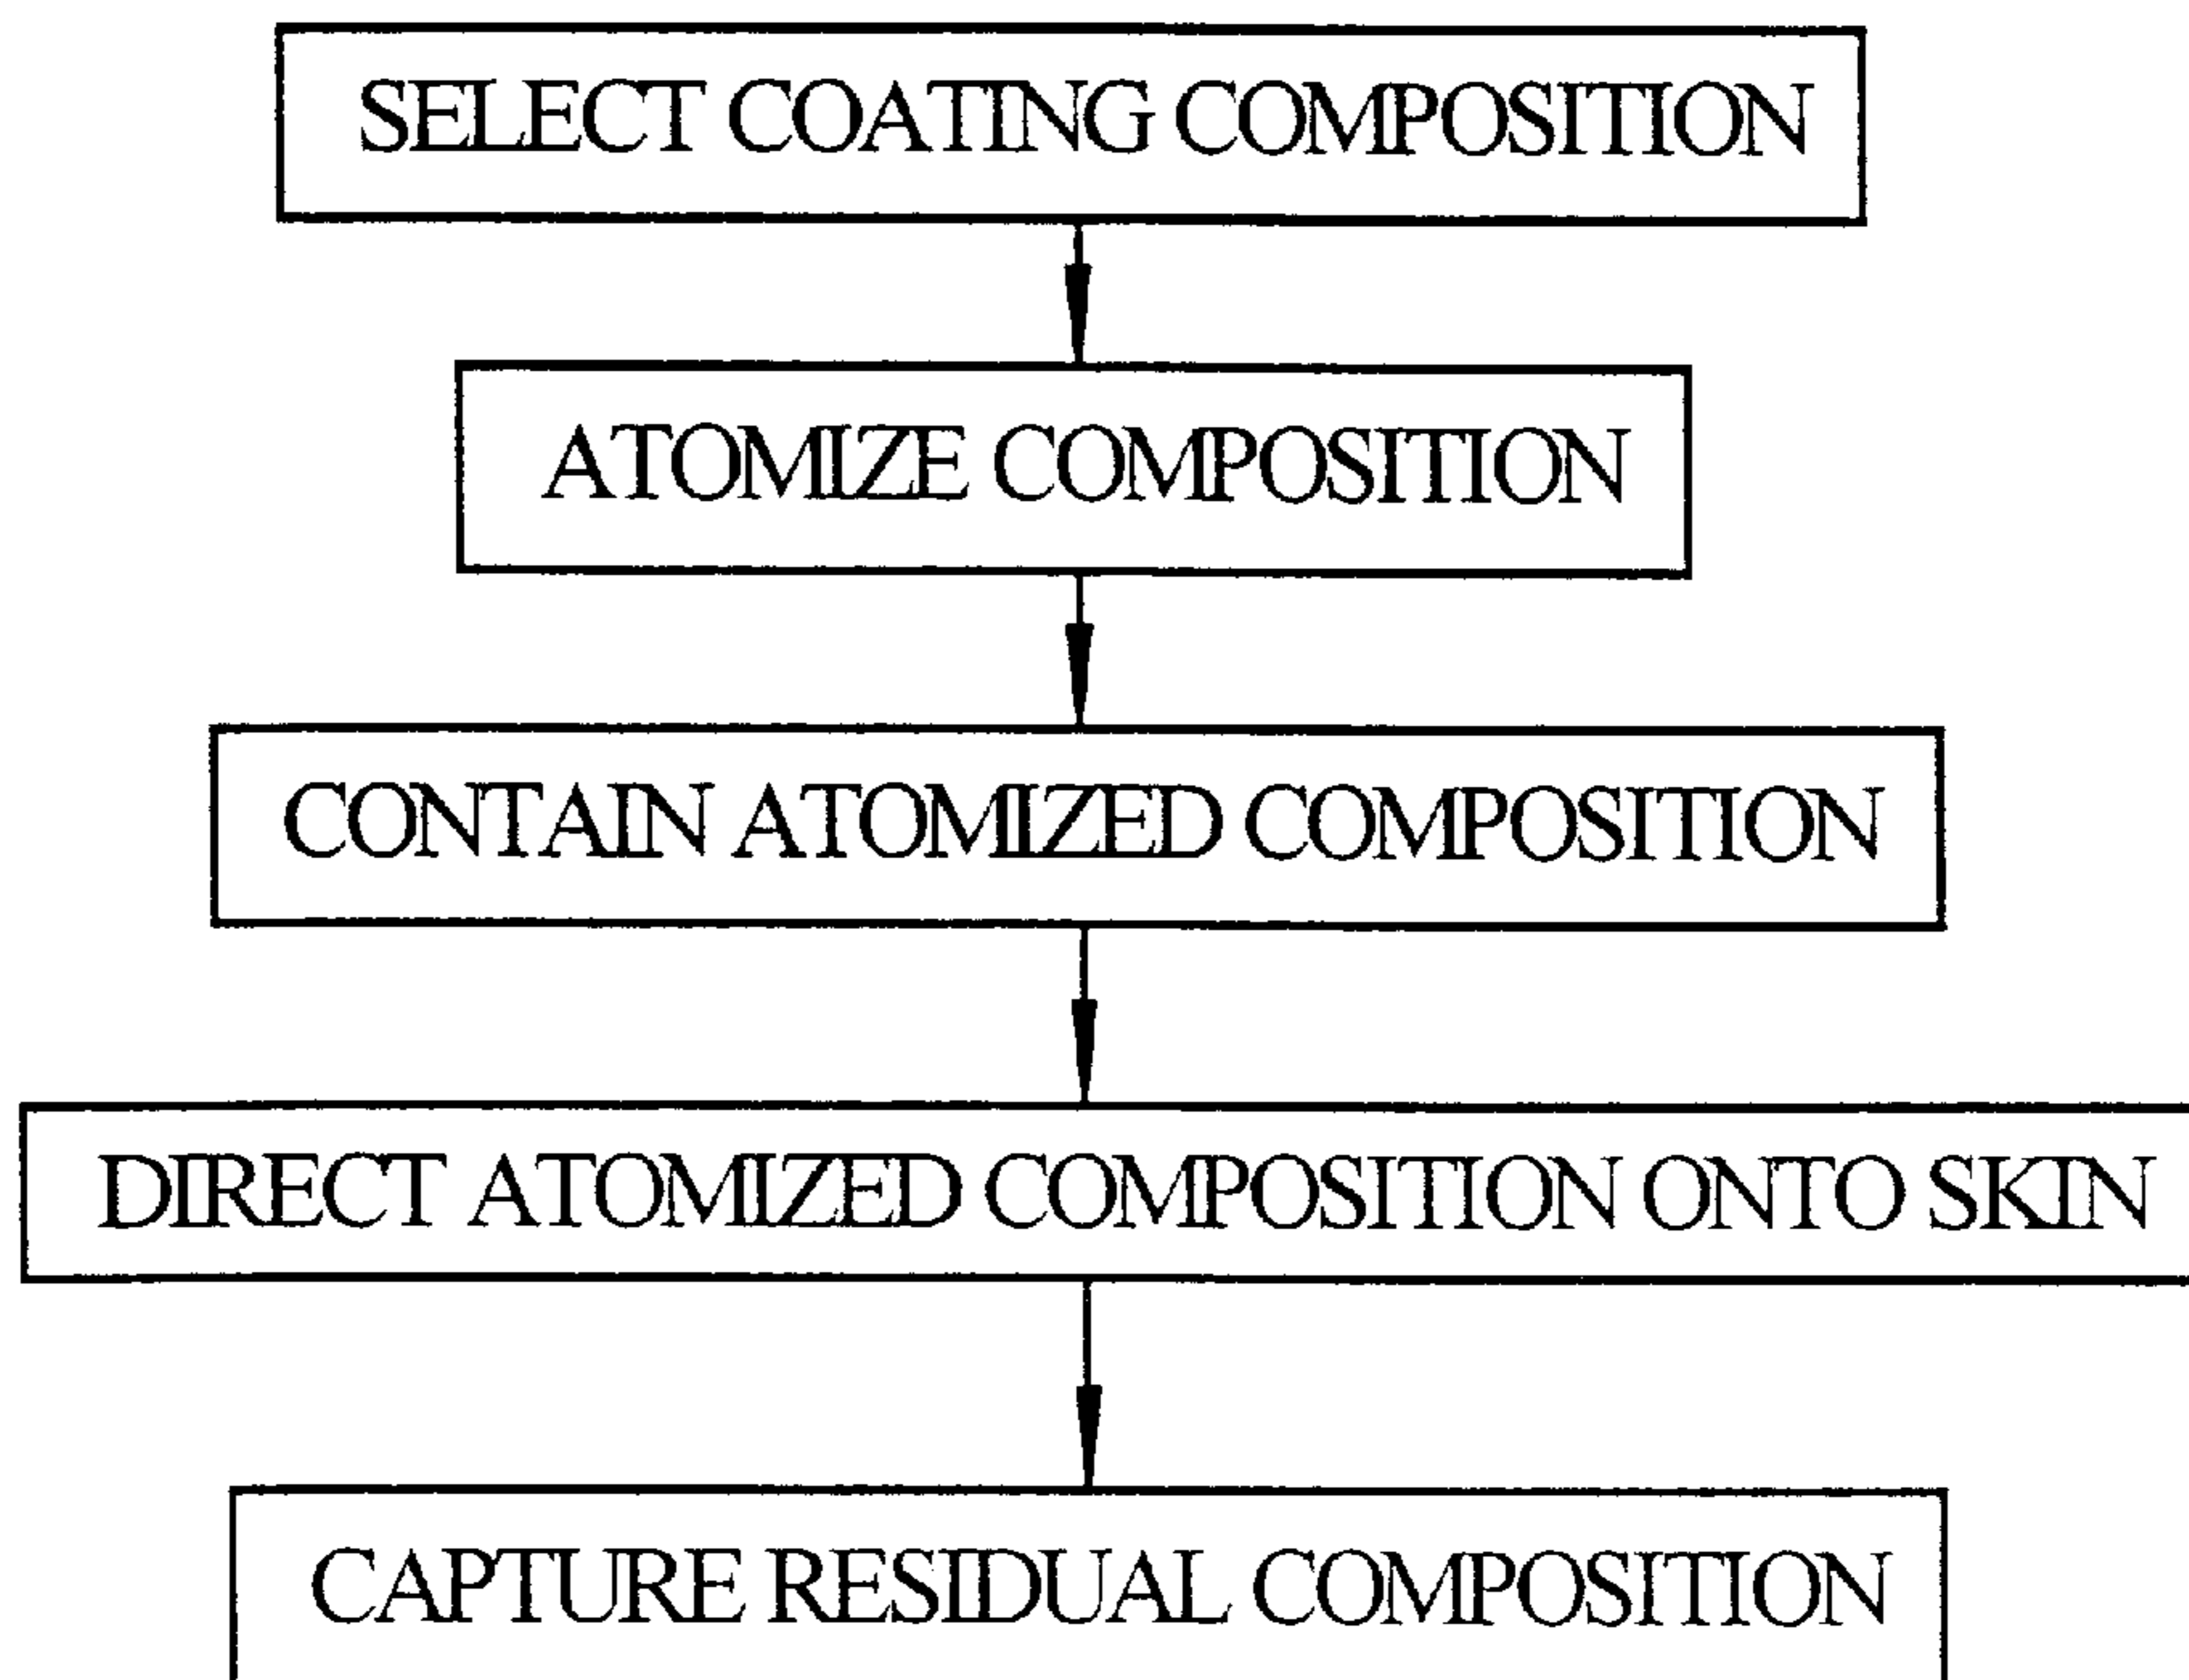 SELECT COATING COMPOSITION
ATOMIZE COMPOSITION
CONTAIN ATOMIZED COMPOSITION
DIRECT ATOMIZED COMPOSITION ONTO SKIN
CAPTURE RESIDUAL COMPOSITION